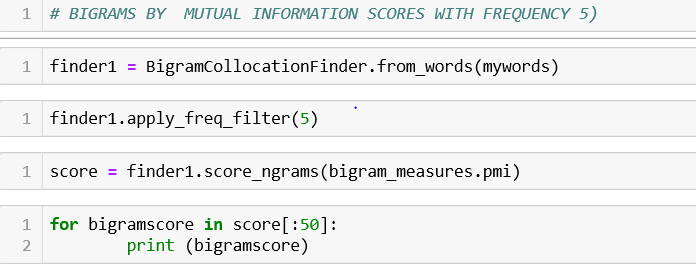 1 # BIGRAMS BY  MUTUAL INFORMATION SCORES WITH FREQUENCY 5)
1 finder1 = BigramCollocationFinder.from_words(mywords)
1 finder1.apply_freq_filter(5)
1 score = finder1.score_ngrams(bigram_measures.pmi)
1 for bigramscore in score[:50]:
2         print (bigramscore)